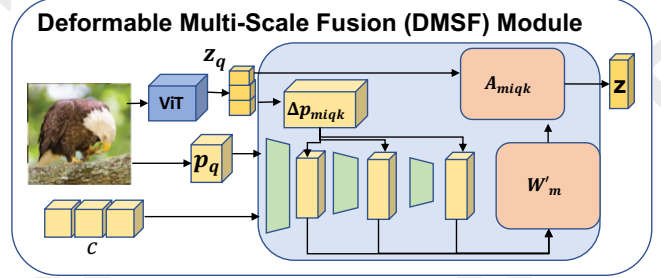 Deformable Multi-Scale Fusion (DMSF) Module
z_q
ViT
Δp_miqk
A_miqk
z
p_q
W'_m
C